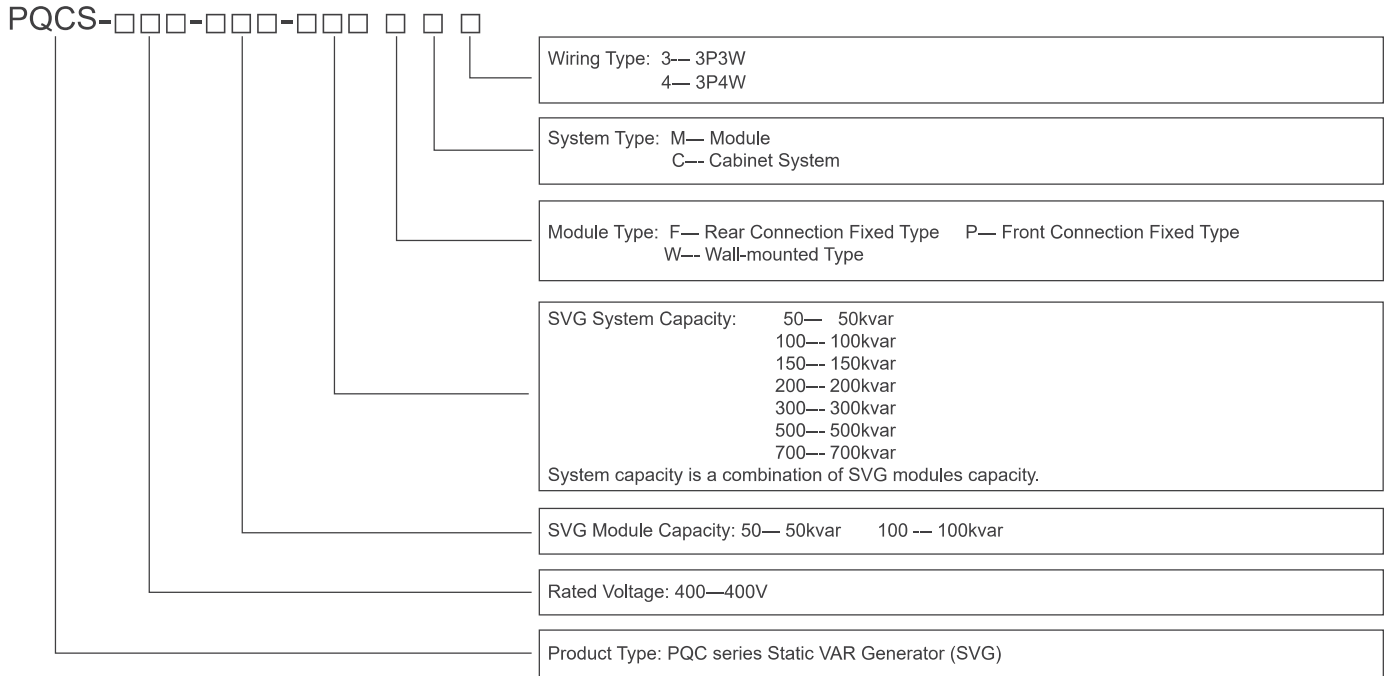 PQCS-□□□-□□□-□□□ □ □ □
Wiring Type: 3--- 3P3W
4— 3P4W
System Type: M— Module
C--- Cabinet System
Module Type: F— Rear Connection Fixed Type P— Front Connection Fixed Type
W--- Wall-mounted Type
SVG System Capacity: 50— 50kvar
100--- 100kvar
150--- 150kvar
200--- 200kvar
300--- 300kvar
500--- 500kvar
700--- 700kvar
System capacity is a combination of SVG modules capacity.
SVG Module Capacity: 50— 50kvar 100 --- 100kvar
Rated Voltage: 400—400V
Product Type: PQC series Static VAR Generator (SVG)